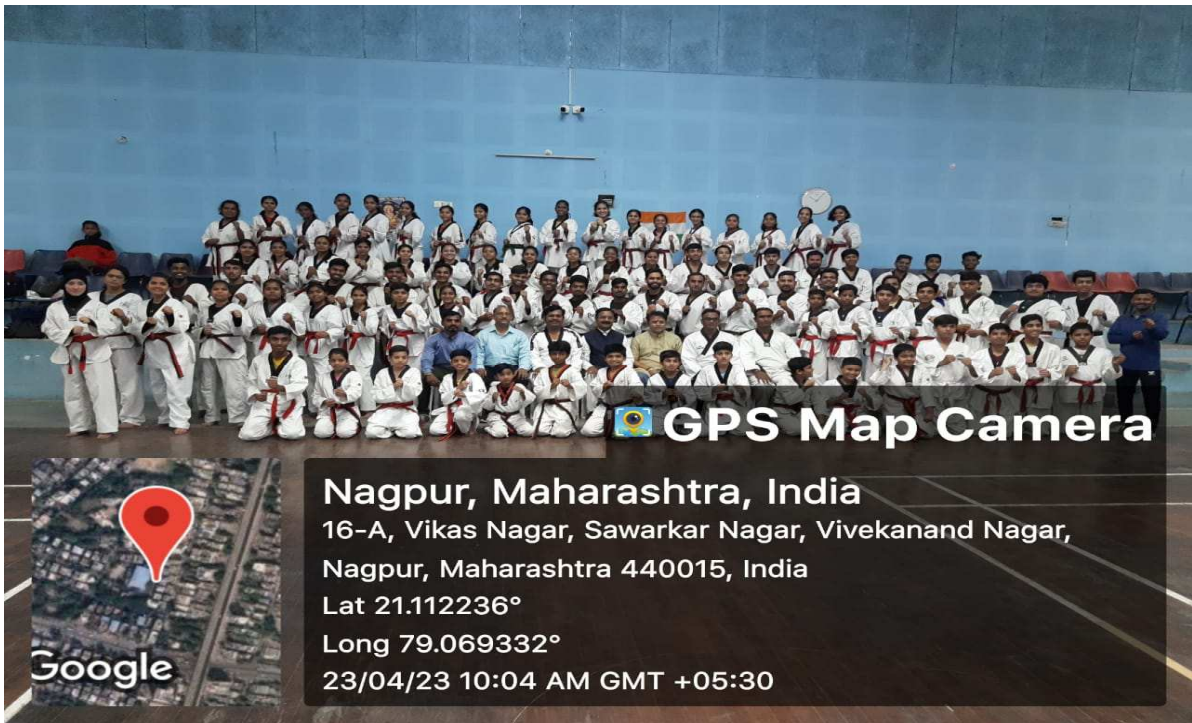 GPS Map Camera
Nagpur, Maharashtra, India
16-A, Vikas Nagar, Sawarkar Nagar, Vivekanand Nagar,
Nagpur, Maharashtra 440015, India
Lat 21.112236°
Long 79.069332°
23/04/23 10:04 AM GMT +05:30
Google